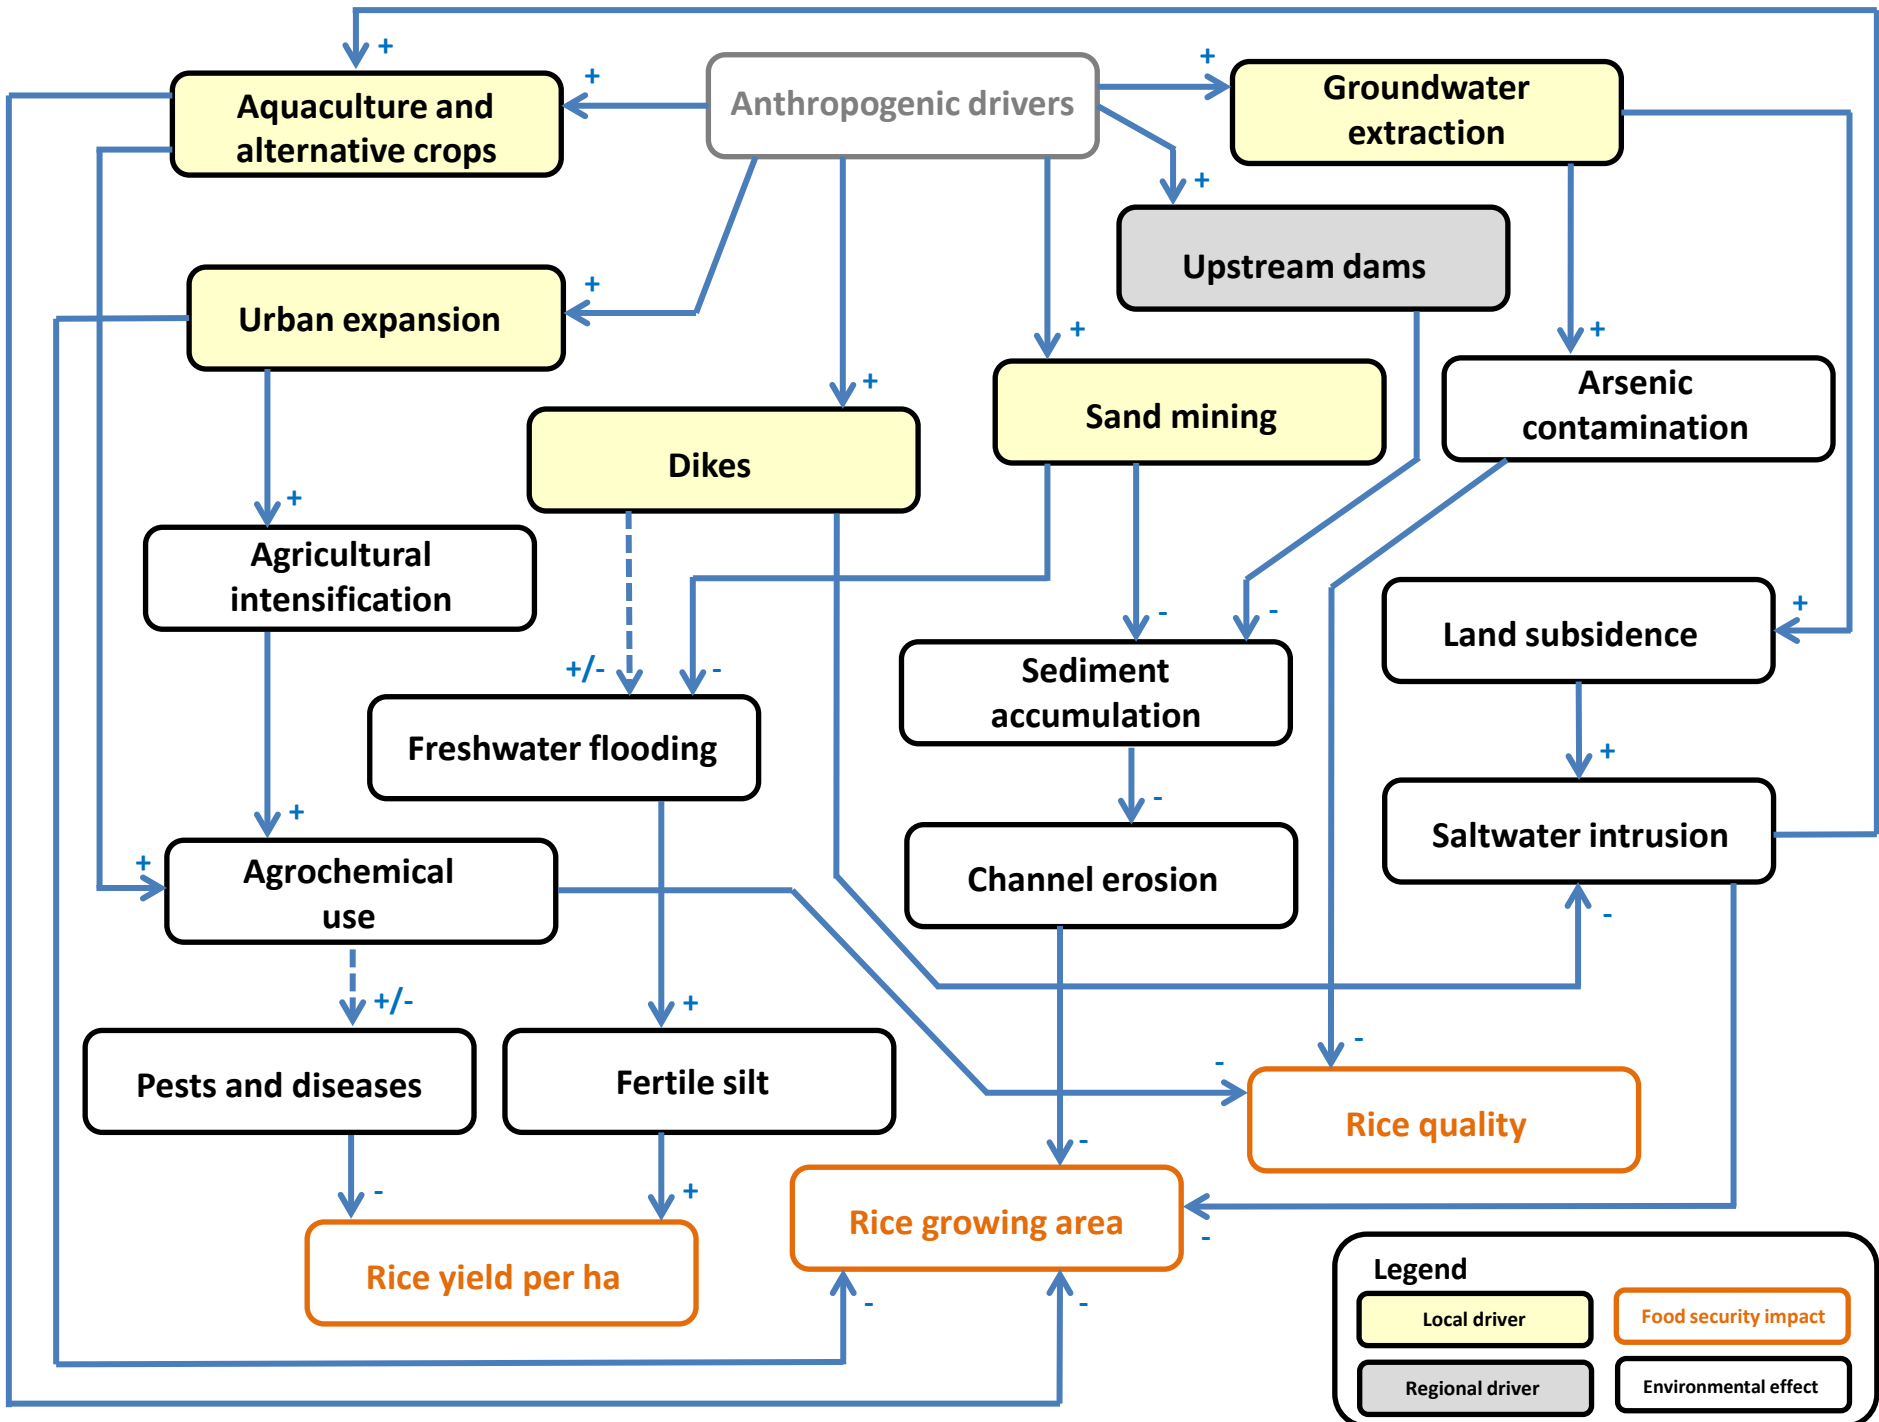 +
+
+
Aquaculture and
alternative crops
Anthropogenic drivers
Groundwater
extraction
+
Upstream dams
+
Urban expansion
+
+
+
Arsenic
contamination
Sand mining
Dikes
+
Agricultural
intensification
-
-
+
Land subsidence
+/-
-
Sediment
accumulation
Freshwater flooding
+
-
+
Saltwater intrusion
+
Agrochemical
use
Channel erosion
-
+/-
+
-
-
Pests and diseases
Fertile silt
Rice quality
-
-
+
Rice growing area
-
Rice yield per ha
-
-
Legend
Local driver
Food security impact
Regional driver
Environmental effect